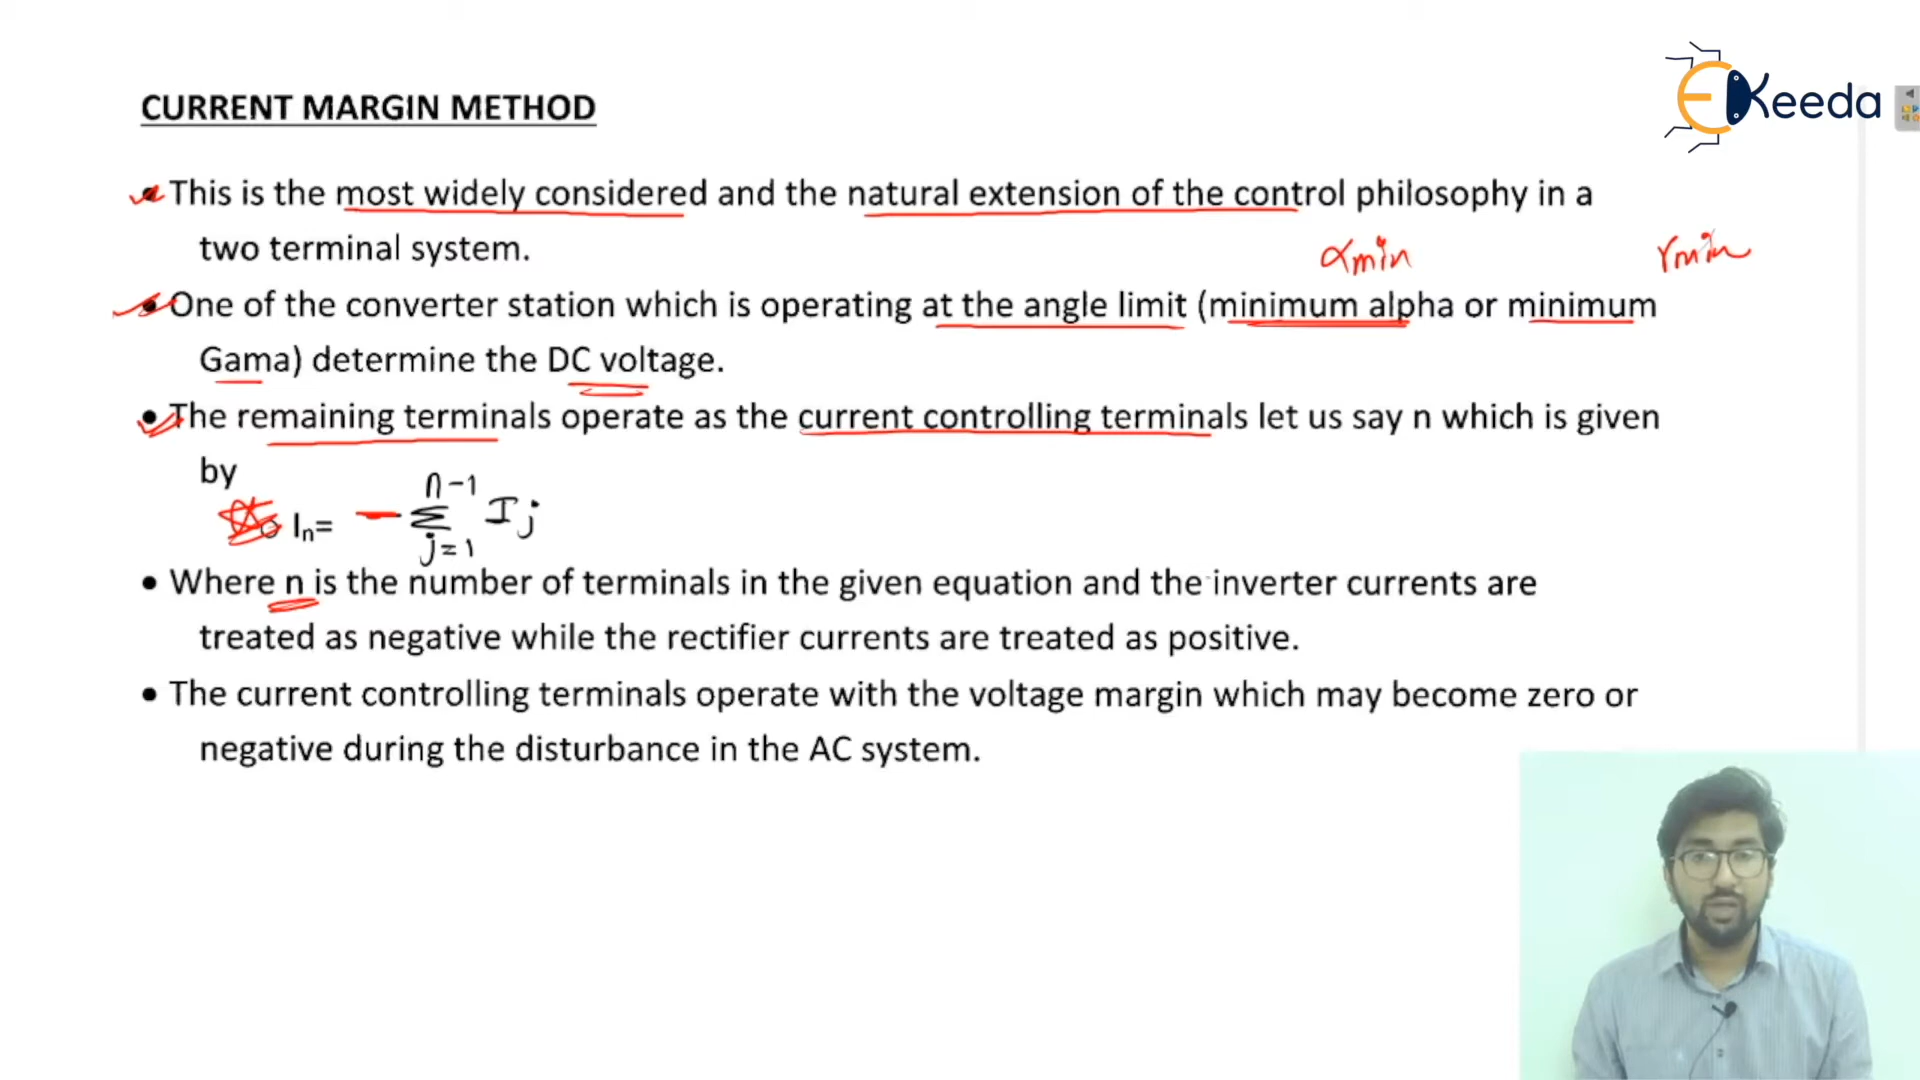 EKeeda
CURRENT MARGIN METHOD
• This is the most widely considered and the natural extension of the control philosophy in a
two terminal system.
αmin γmin
• One of the converter station which is operating at the angle limit (minimum alpha or minimum
Gama) determine the DC voltage.
• The remaining terminals operate as the current controlling terminals let us say n which is given
by
Iₙ= − Σ Ij
n-1
j=1
• Where n is the number of terminals in the given equation and the inverter currents are
treated as negative while the rectifier currents are treated as positive.
• The current controlling terminals operate with the voltage margin which may become zero or
negative during the disturbance in the AC system.